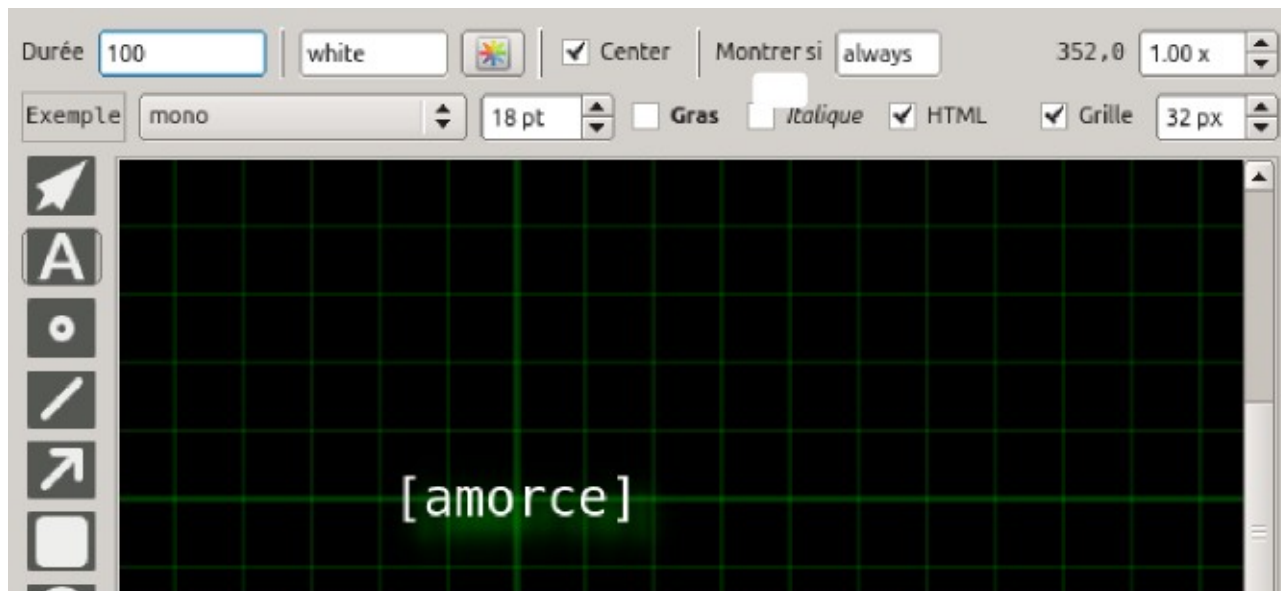 Durée 100 white Center Montrer si always 352,0 1.00 x
Exemple mono 18 pt Gras Italique HTML Grille 32 px
A
[amorce]